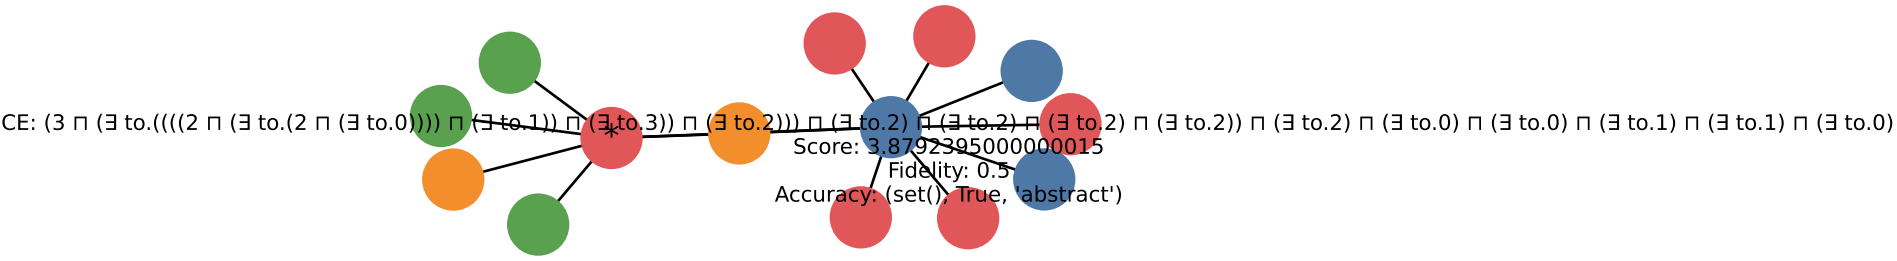 CE: (3 ⊓ (∃ to.((((2 ⊓ (∃ to.(2 ⊓ (∃ to.0)))) ⊓ (∃ to.1)) ⊓ (∃ to.3)) ⊓ (∃ to.2))) ⊓ (∃ to.2) ⊓ (∃ to.2) ⊓ (∃ to.2) ⊓ (∃ to.2)) ⊓ (∃ to.2) ⊓ (∃ to.0) ⊓ (∃ to.0) ⊓ (∃ to.1) ⊓ (∃ to.1) ⊓ (∃ to.0)
*
Score: 3.8792395000000015
Fidelity: 0.5
Accuracy: (set(), True, 'abstract')